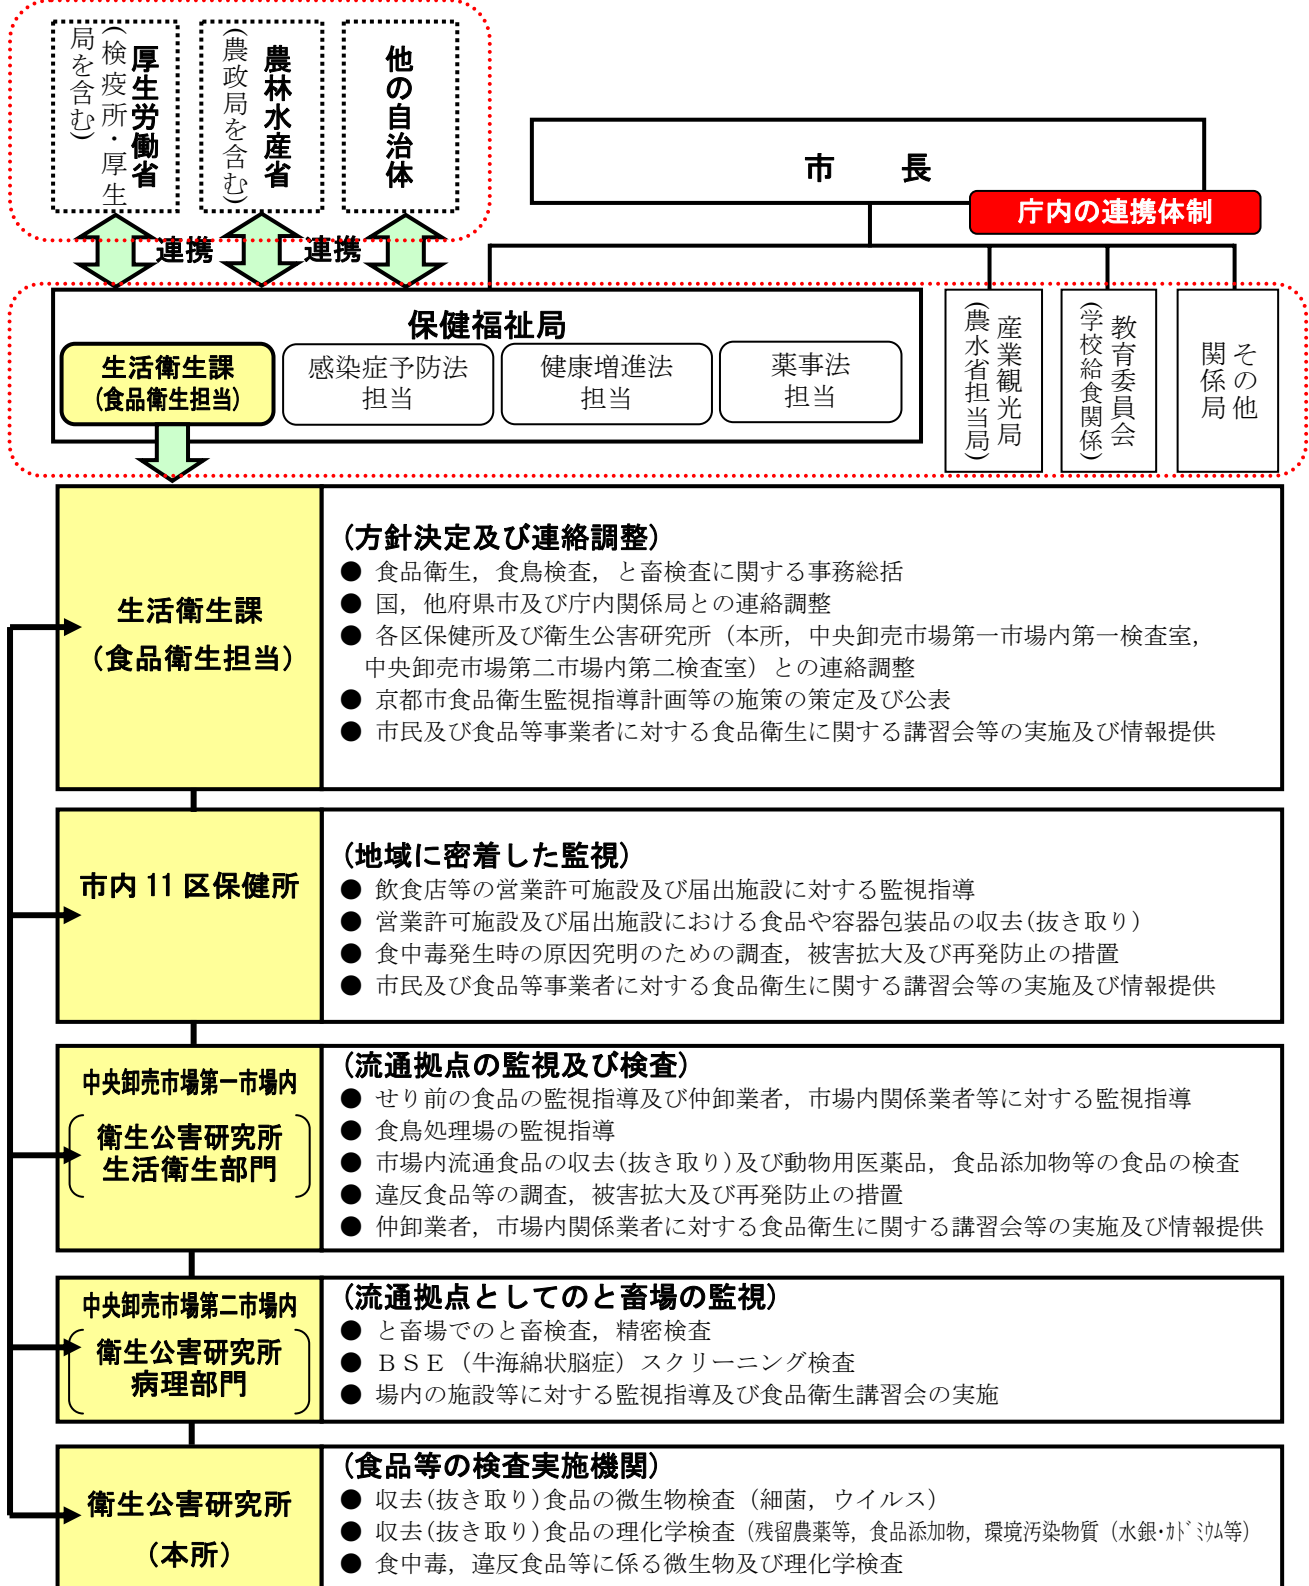 厚生労働省
(検疫所・厚生
局を含む)
農林水産省
(農政局を含む)
他の自治体
市　　長
庁内の連携体制
連携
連携
保健福祉局
生活衛生課
(食品衛生担当)
感染症予防法
担当
健康増進法
担当
薬事法
担当
産業観光局
(農水省担当局)
教育委員会
(学校給食関係)
その他
関係局
生活衛生課
(食品衛生担当)
(方針決定及び連絡調整)
● 食品衛生，食鳥検査，と畜検査に関する事務総括
● 国，他府県市及び庁内関係局との連絡調整
● 各区保健所及び衛生公害研究所（本所，中央卸売市場第一市場内第一検査室，
中央卸売市場第二市場内第二検査室）との連絡調整
● 京都市食品衛生監視指導計画等の施策の策定及び公表
● 市民及び食品等事業者に対する食品衛生に関する講習会等の実施及び情報提供
市内 11 区保健所
(地域に密着した監視)
● 飲食店等の営業許可施設及び届出施設に対する監視指導
● 営業許可施設及び届出施設における食品や容器包装品の収去(抜き取り)
● 食中毒発生時の原因究明のための調査，被害拡大及び再発防止の措置
● 市民及び食品等事業者に対する食品衛生に関する講習会等の実施及び情報提供
中央卸売市場第一市場内
衛生公害研究所
生活衛生部門
(流通拠点の監視及び検査)
● せり前の食品の監視指導及び仲卸業者，市場内関係業者等に対する監視指導
● 食鳥処理場の監視指導
● 市場内流通食品の収去(抜き取り)及び動物用医薬品，食品添加物等の食品の検査
● 違反食品等の調査，被害拡大及び再発防止の措置
● 仲卸業者，市場内関係業者に対する食品衛生に関する講習会等の実施及び情報提供
中央卸売市場第二市場内
衛生公害研究所
病理部門
(流通拠点としてのと畜場の監視)
● と畜場でのと畜検査，精密検査
● ＢＳＥ（牛海綿状脳症）スクリーニング検査
● 場内の施設等に対する監視指導及び食品衛生講習会の実施
衛生公害研究所
(本所)
(食品等の検査実施機関)
● 収去(抜き取り)食品の微生物検査（細菌，ウイルス）
● 収去(抜き取り)食品の理化学検査（残留農薬等，食品添加物，環境汚染物質（水銀・ｶﾄﾞﾐｳﾑ等）
● 食中毒，違反食品等に係る微生物及び理化学検査